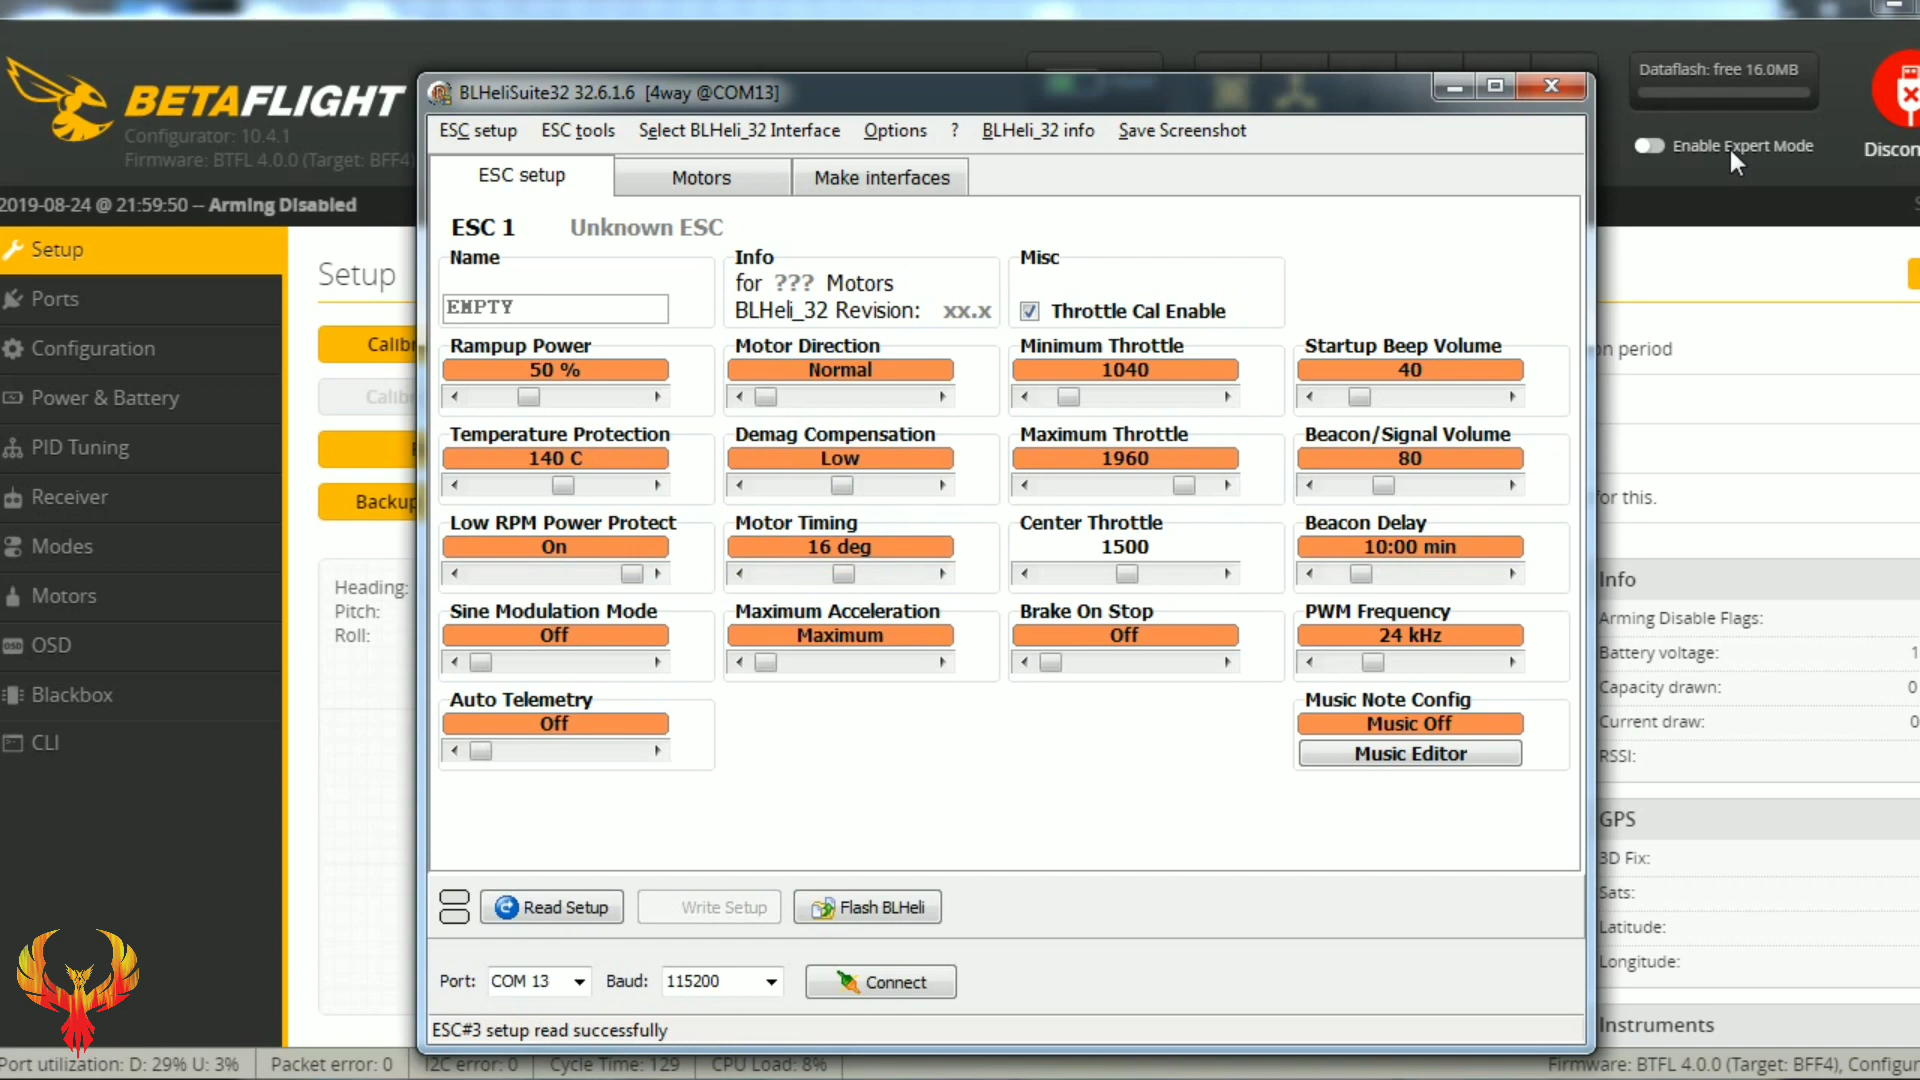 BETAFLIGHT
Configurator: 10.4.1
Firmware: BTFL 4.0.0 (Target: BFF4)
Dataflash: free 16.0MB
Enable Expert Mode
2019-08-24 @ 21:59:50 -- Arming Disabled
Setup
Ports
Configuration
Power & Battery
PID Tuning
Receiver
Modes
Motors
OSD
Blackbox
CLI
Setup
Backup
Heading:
Pitch:
Roll:
BLHeliSuite32 32.6.1.6 [4way @COM13]
ESC setup ESC tools Select BLHeli_32 Interface Options ? BLHeli_32 info Save Screenshot
ESC setup Motors Make interfaces
ESC 1 Unknown ESC
Name Info Misc
for ??? Motors
EMPTY BLHeli_32 Revision: xx.x Throttle Cal Enable
Rampup Power Motor Direction Minimum Throttle Startup Beep Volume
50 % Normal 1040 40
Temperature Protection Demag Compensation Maximum Throttle Beacon/Signal Volume
140 C Low 1960 80
Low RPM Power Protect Motor Timing Center Throttle Beacon Delay
On 16 deg 1500 10:00 min
Sine Modulation Mode Maximum Acceleration Brake On Stop PWM Frequency
Off Maximum Off 24 kHz
Auto Telemetry Music Note Config
Off Music Off
Music Editor
Read Setup Write Setup Flash BLHeli
Port: COM 13 Baud: 115200 Connect
ESC#3 setup read successfully
period
for this.
Info
Arming Disable Flags:
Battery voltage: 1
Capacity drawn: 0
Current draw: 0
RSSI:
GPS
3D Fix:
Sats:
Latitude:
Longitude:
Instruments
Port utilization: D: 29% U: 3% Packet error: 0 I2C error: 0 Cycle Time: 129 CPU Load: 8% Firmware: BTFL 4.0.0 (Target: BFF4),